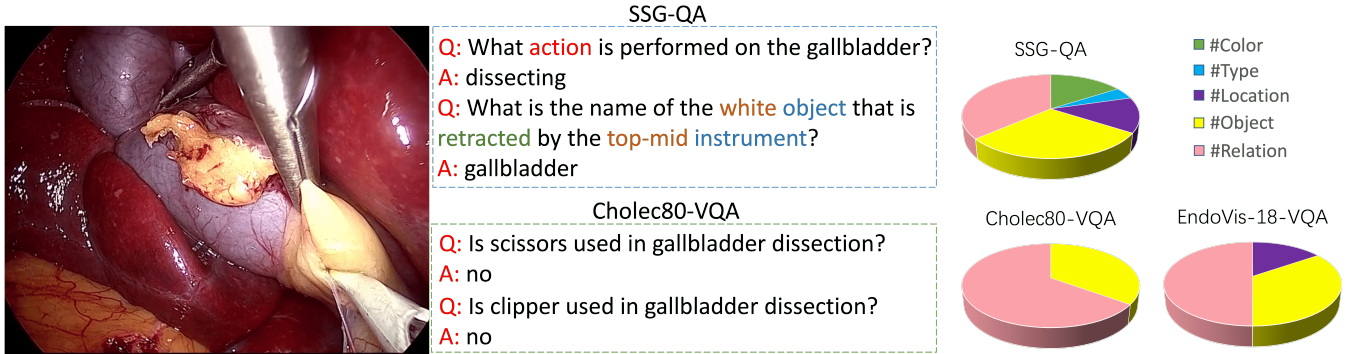 SSG-QA
Q: What action is performed on the gallbladder?
A: dissecting
Q: What is the name of the white object that is
retracted by the top-mid instrument?
A: gallbladder
Cholec80-VQA
Q: Is scissors used in gallbladder dissection?
A: no
Q: Is clipper used in gallbladder dissection?
A: no
SSG-QA
#Color
#Type
#Location
#Object
#Relation
Cholec80-VQA
EndoVis-18-VQA